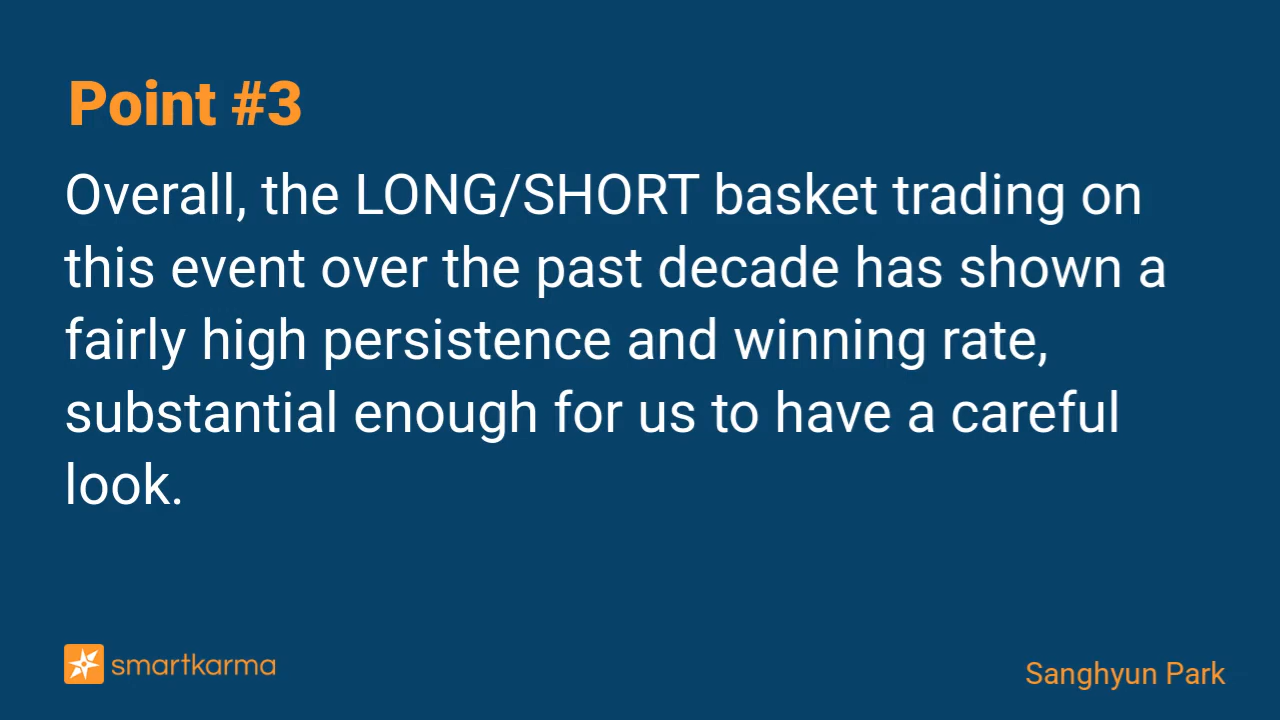 Point #3
Overall, the LONG/SHORT basket trading on
this event over the past decade has shown a
fairly high persistence and winning rate,
substantial enough for us to have a careful
look.
smartkarma
Sanghyun Park